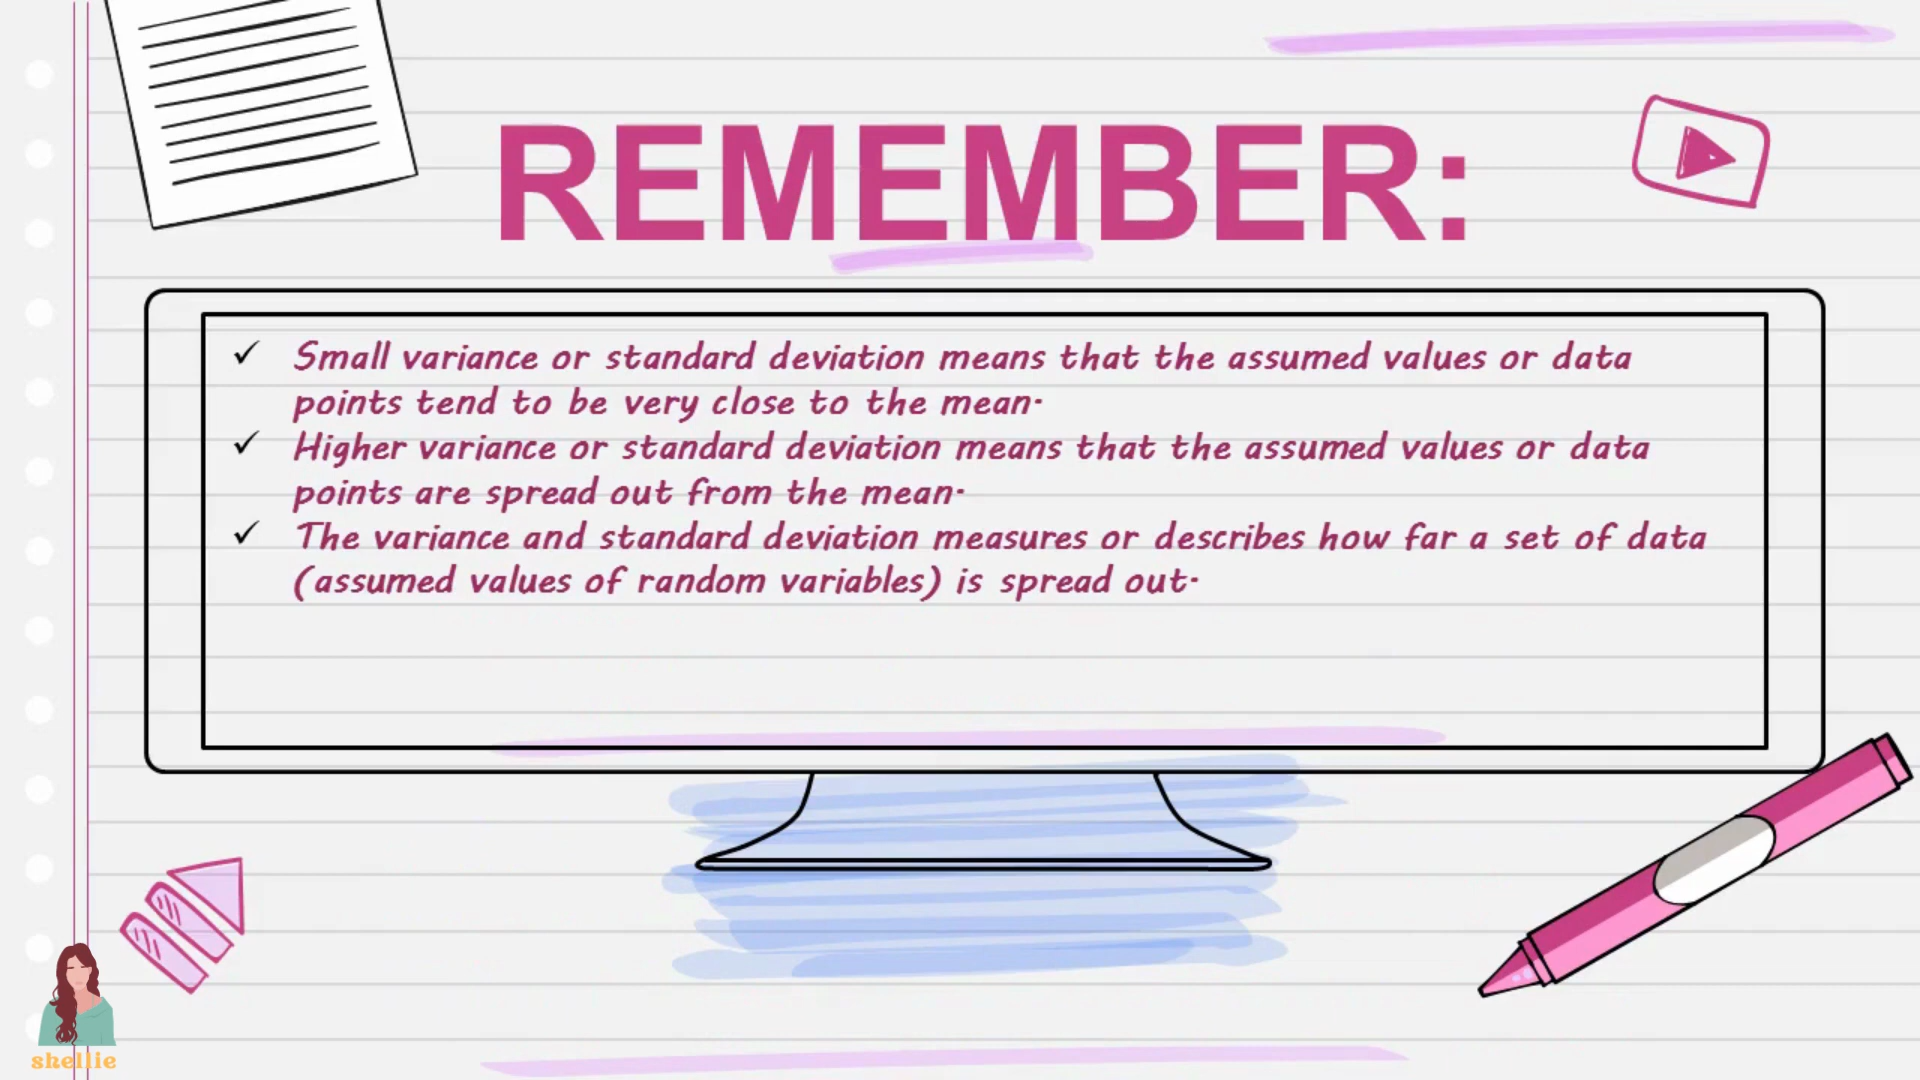 REMEMBER:
✓ Small variance or standard deviation means that the assumed values or data
points tend to be very close to the mean.
✓ Higher variance or standard deviation means that the assumed values or data
points are spread out from the mean.
✓ The variance and standard deviation measures or describes how far a set of data
(assumed values of random variables) is spread out.
shellie